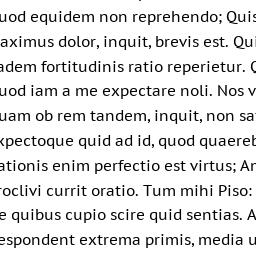 uod equidem non reprehendo; Quis
aximus dolor, inquit, brevis est. Qui
adem fortitudinis ratio reperietur. Q
uod iam a me expectare noli. Nos v
uam ob rem tandem, inquit, non sat
xpectoque quid ad id, quod quaereb
ationis enim perfectio est virtus; An
roclivi currit oratio. Tum mihi Piso:
e quibus cupio scire quid sentias. A
espondent extrema primis, media u